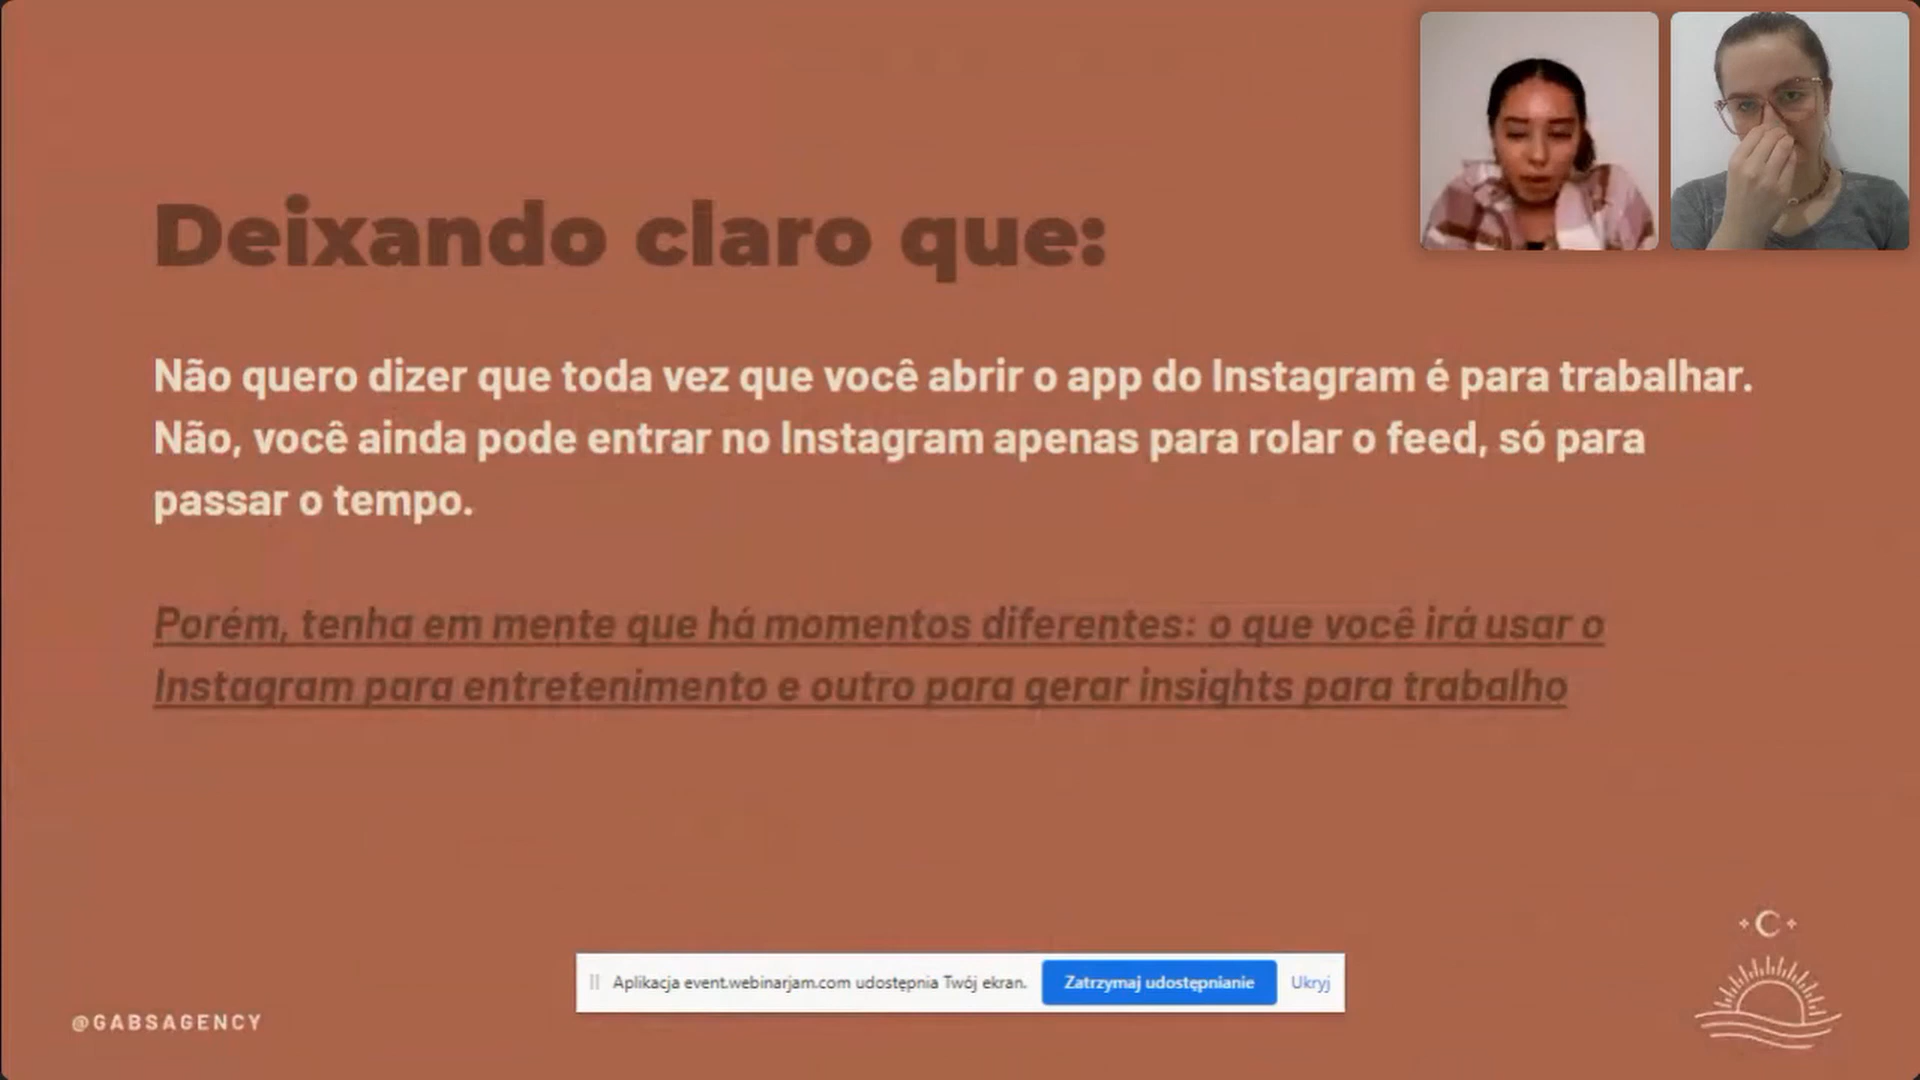 Deixando claro que:
Não quero dizer que toda vez que você abrir o app do Instagram é para trabalhar.
Não, você ainda pode entrar no Instagram apenas para rolar o feed, só para
passar o tempo.
Porém, tenha em mente que há momentos diferentes: o que você irá usar o
Instagram para entretenimento e outro para gerar insights para trabalho
Aplikacja event.webinarjam.com udostępnia Twój ekran.
Zatrzymaj udostępnianie
Ukryj
@GABSAGENCY